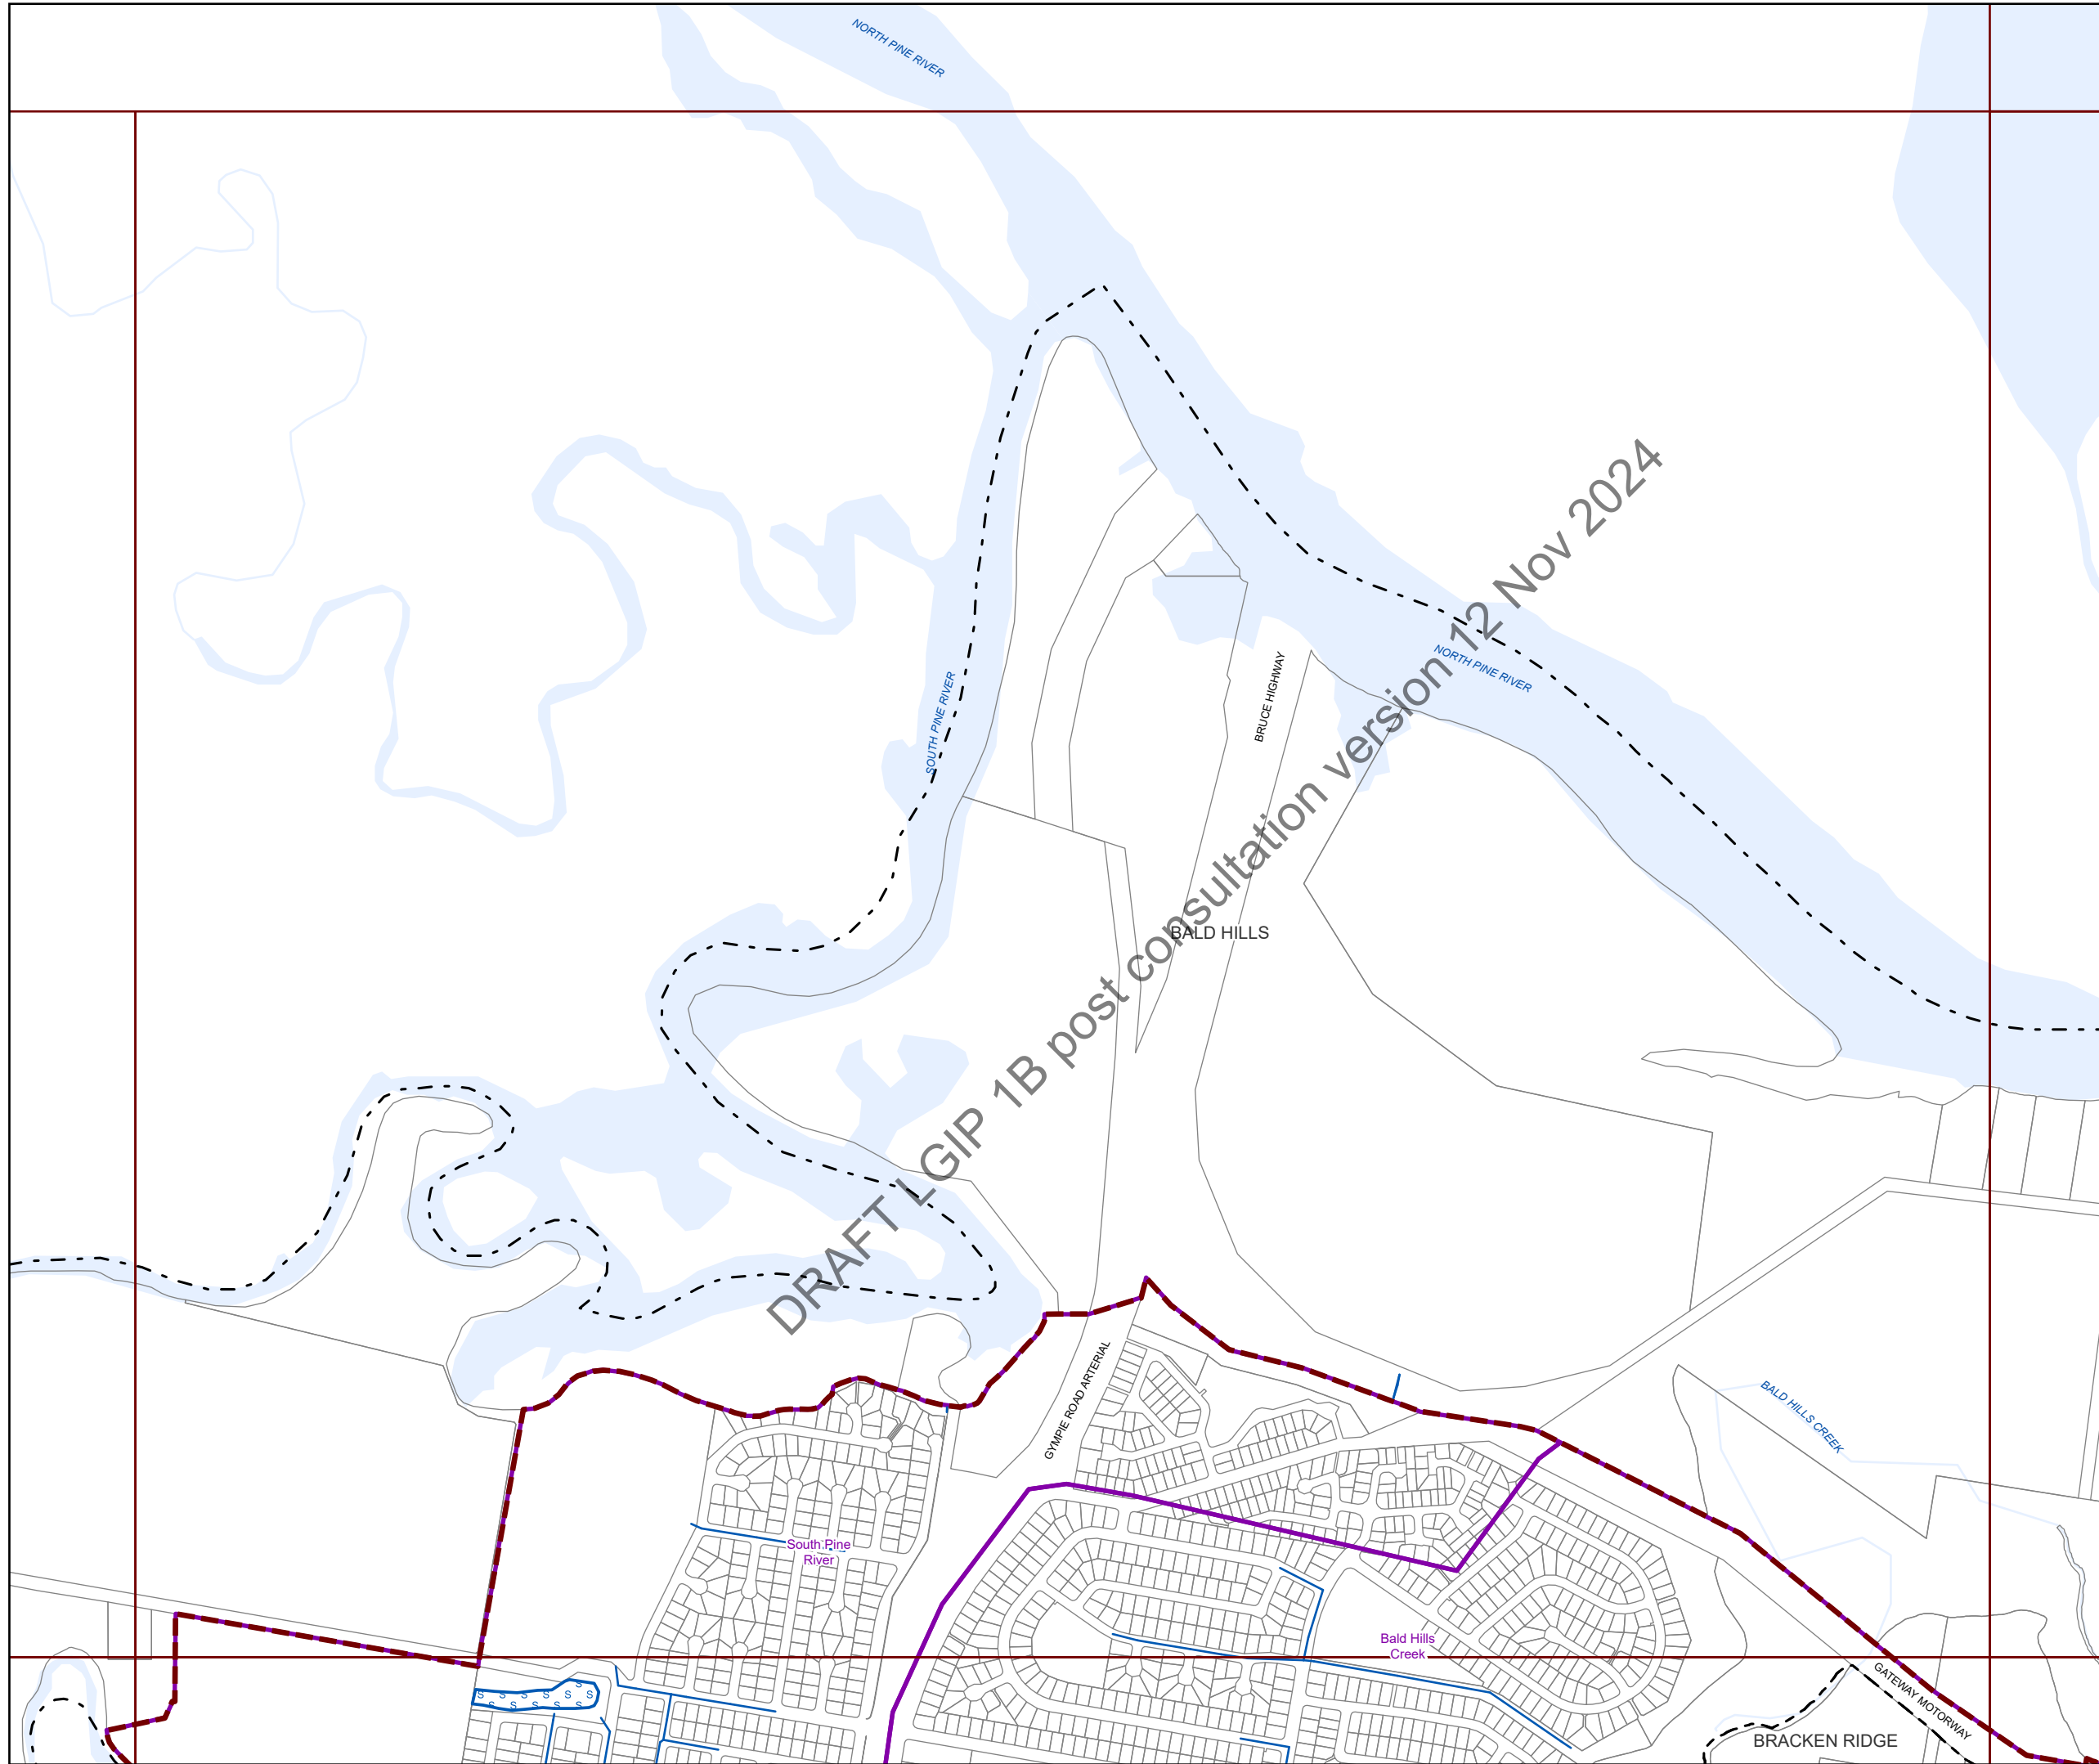 NORTH PINE RIVER
DRAFT LGIP 1B post consultation version 12 Nov 2024
NORTH PINE RIVER
SOUTH PINE RIVER
BRUCE HIGHWAY
BALD HILLS
GYMPIE ROAD ARTERIAL
BALD HILLS CREEK
South Pine
River
Bald Hills
Creek
S S S S S S S
S S S S S
GATEWAY MOTORWAY
BRACKEN RIDGE